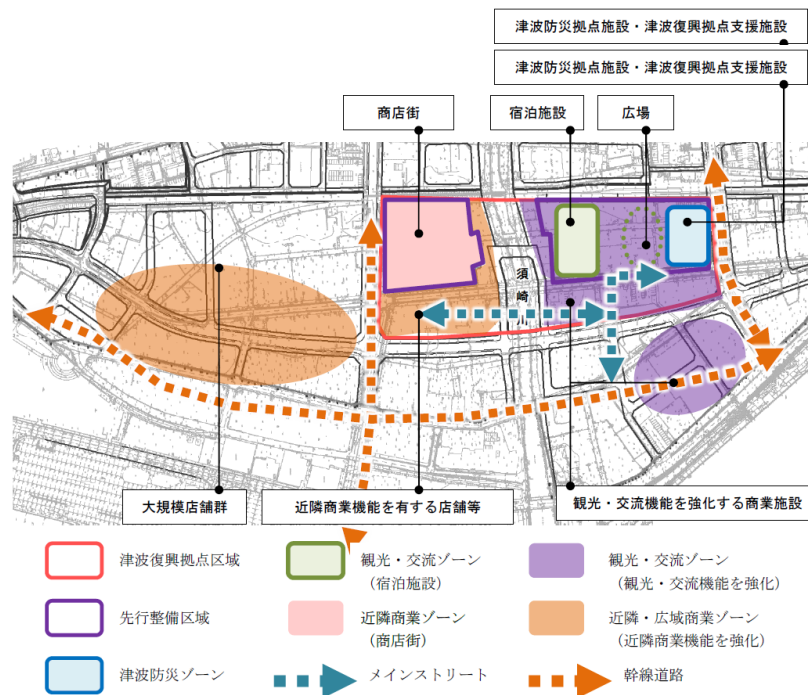 津波防災拠点施設・津波復興拠点支援施設
津波防災拠点施設・津波復興拠点支援施設
商店街
宿泊施設
広場
須崎川
大規模店舗群
近隣商業機能を有する店舗等
観光・交流機能を強化する商業施設
津波復興拠点区域
観光・交流ゾーン
（宿泊施設）
観光・交流ゾーン
（観光・交流機能を強化）
先行整備区域
近隣商業ゾーン
（商店街）
近隣・広域商業ゾーン
（近隣商業機能を強化）
津波防災ゾーン
メインストリート
幹線道路